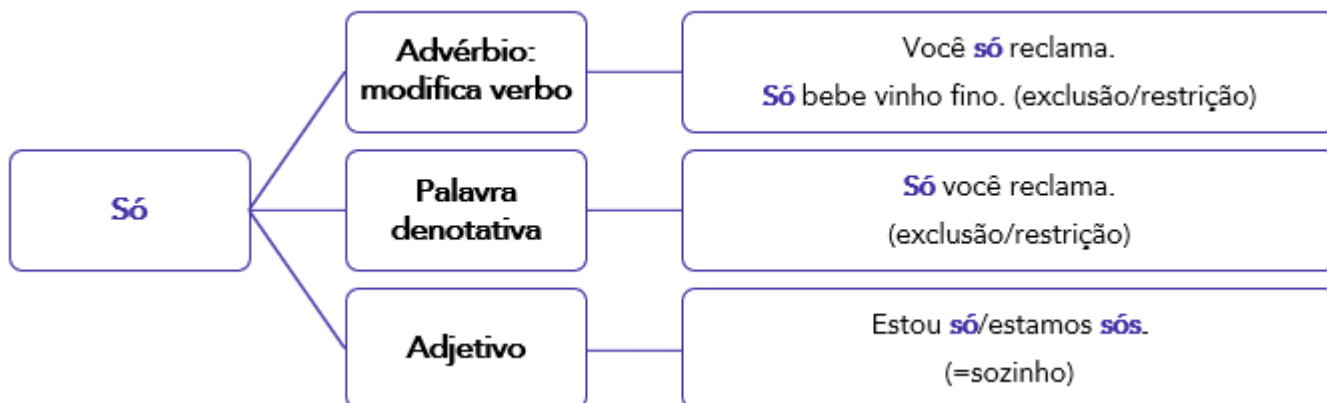 Só
Advérbio:
modifica verbo
Você só reclama.
Só bebe vinho fino. (exclusão/restrição)
Palavra
denotativa
Só você reclama.
(exclusão/restrição)
Adjetivo
Estou só/estamos sós.
(=sozinho)